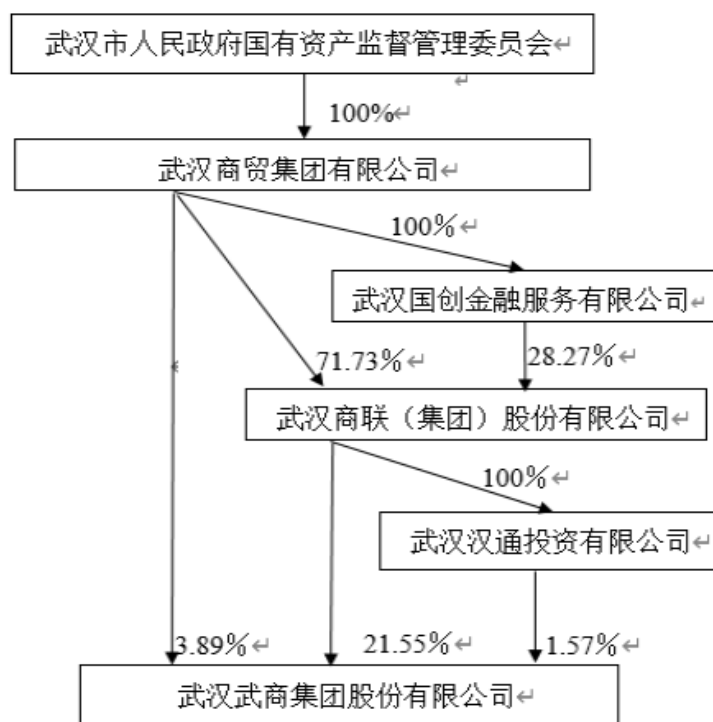 武汉市人民政府国有资产监督管理委员会↵
↵
100%↵
武汉商贸集团有限公司↵
100%↵
武汉国创金融服务有限公司↵
71.73%↵
28.27%↵
武汉商联（集团）股份有限公司↵
100%↵
武汉汉通投资有限公司↵
3.89%↵
21.55%↵
1.57%↵
武汉武商集团股份有限公司↵